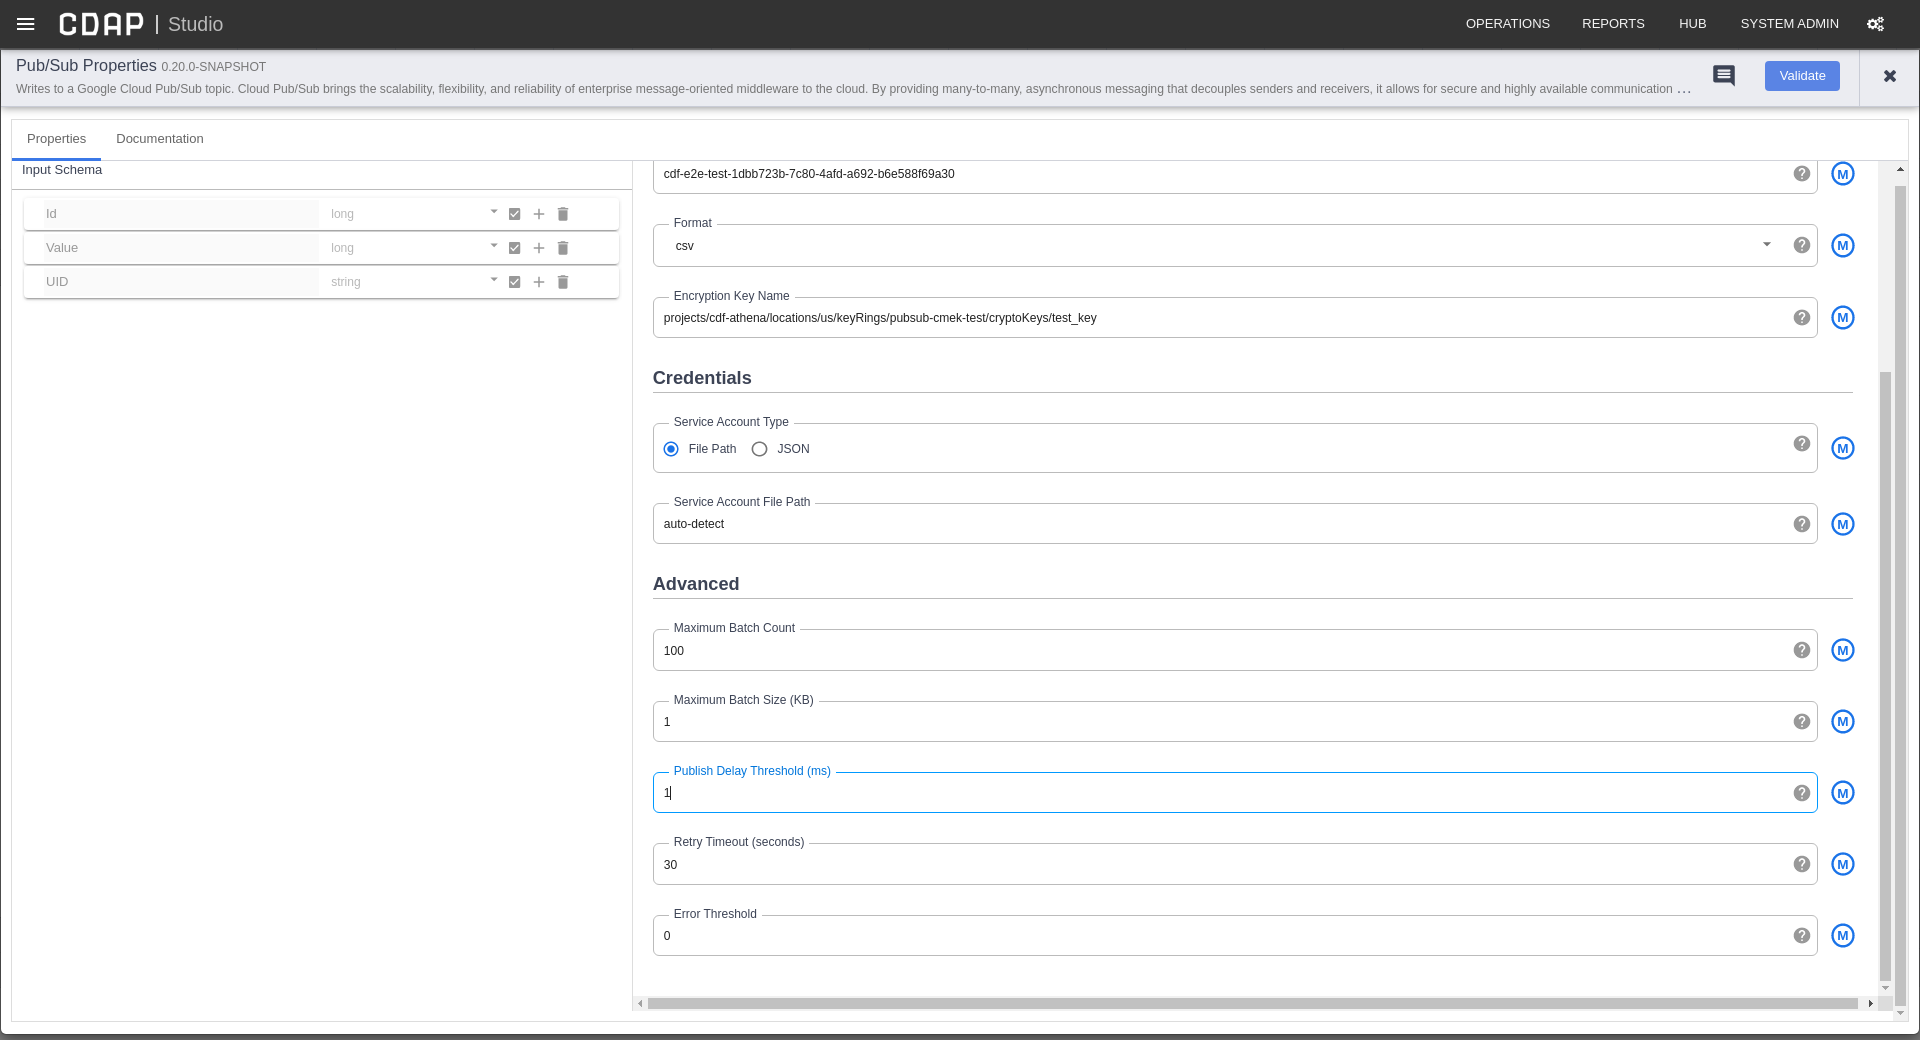 CDAP | Studio
OPERATIONS REPORTS HUB SYSTEM ADMIN
Pub/Sub Properties 0.20.0-SNAPSHOT
Writes to a Google Cloud Pub/Sub topic. Cloud Pub/Sub brings the scalability, flexibility, and reliability of enterprise message-oriented middleware to the cloud. By providing many-to-many, asynchronous messaging that decouples senders and receivers, it allows for secure and highly available communication ...
Validate
Properties Documentation
Input Schema
Id long
Value long
UID string
cdf-e2e-test-1dbb723b-7c80-4afd-a692-b6e588f69a30
M
Format
csv
M
Encryption Key Name
projects/cdf-athena/locations/us/keyRings/pubsub-cmek-test/cryptoKeys/test_key
M
Credentials
Service Account Type
File Path JSON
M
Service Account File Path
auto-detect
M
Advanced
Maximum Batch Count
100
M
Maximum Batch Size (KB)
1
M
Publish Delay Threshold (ms)
1
M
Retry Timeout (seconds)
30
M
Error Threshold
0
M